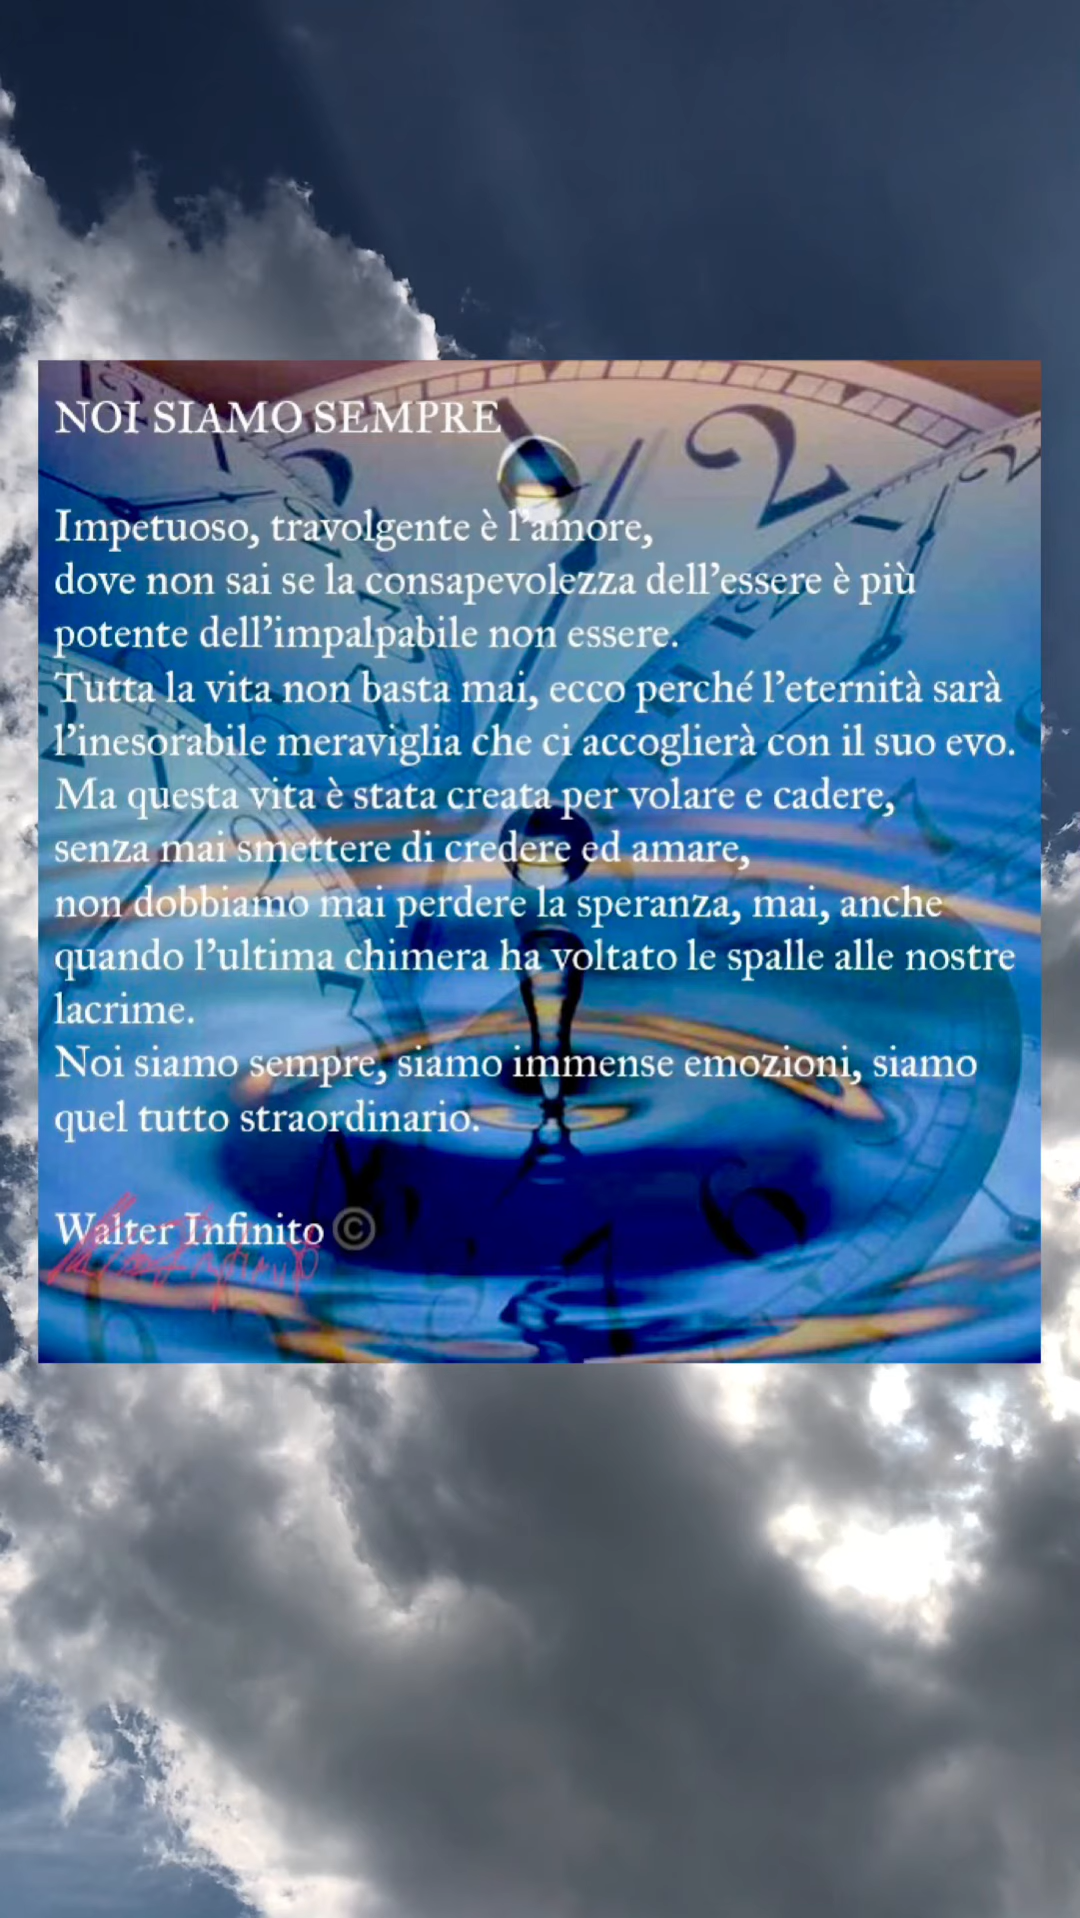 NOI SIAMO SEMPRE
Impetuoso, travolgente è l'amore,
dove non sai se la consapevolezza dell'essere è più
potente dell'impalpabile non essere.
Tutta la vita non basta mai, ecco perché l'eternità sarà
l'inesorabile meraviglia che ci accoglierà con il suo evo.
Ma questa vita è stata creata per volare e cadere,
senza mai smettere di credere ed amare,
non dobbiamo mai perdere la speranza, mai, anche
quando l'ultima chimera ha voltato le spalle alle nostre
lacrime.
Noi siamo sempre, siamo immense emozioni, siamo
quel tutto straordinario.
Walter Infinito ©